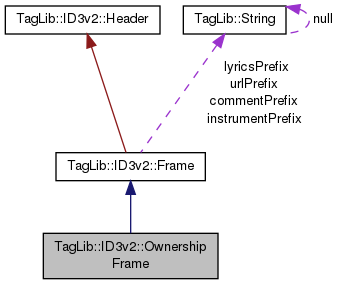 TagLib::ID3v2::Header
TagLib::String
null
lyricsPrefix
urlPrefix
commentPrefix
instrumentPrefix
TagLib::ID3v2::Frame
TagLib::ID3v2::Ownership
Frame